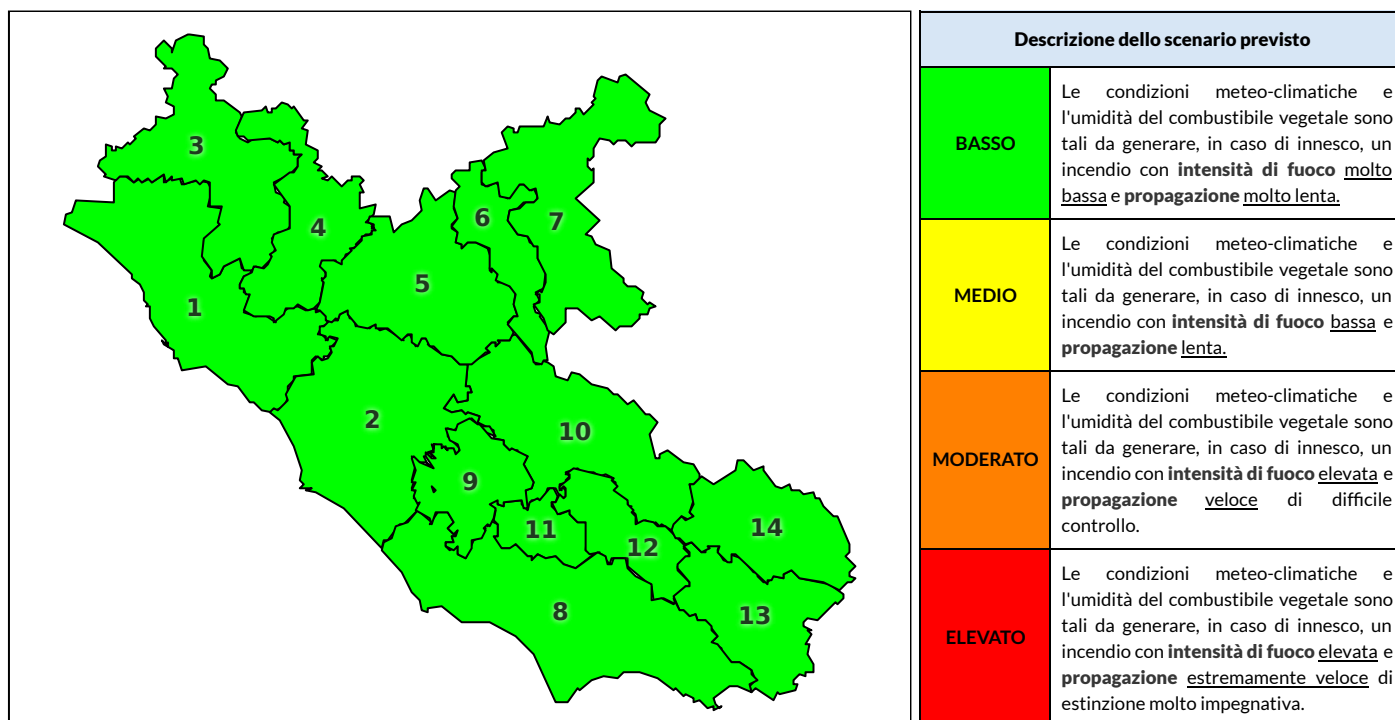 3
4
6
7
5
1
2
10
9
11
12
14
8
13
Descrizione dello scenario previsto
BASSO
Le condizioni meteo-climatiche e
l'umidità del combustibile vegetale sono
tali da generare, in caso di innesco, un
incendio con intensità di fuoco molto
bassa e propagazione molto lenta.
MEDIO
Le condizioni meteo-climatiche e
l'umidità del combustibile vegetale sono
tali da generare, in caso di innesco, un
incendio con intensità di fuoco bassa e
propagazione lenta.
MODERATO
Le condizioni meteo-climatiche e
l'umidità del combustibile vegetale sono
tali da generare, in caso di innesco, un
incendio con intensità di fuoco elevata e
propagazione veloce di difficile
controllo.
ELEVATO
Le condizioni meteo-climatiche e
l'umidità del combustibile vegetale sono
tali da generare, in caso di innesco, un
incendio con intensità di fuoco elevata e
propagazione estremamente veloce di
estinzione molto impegnativa.